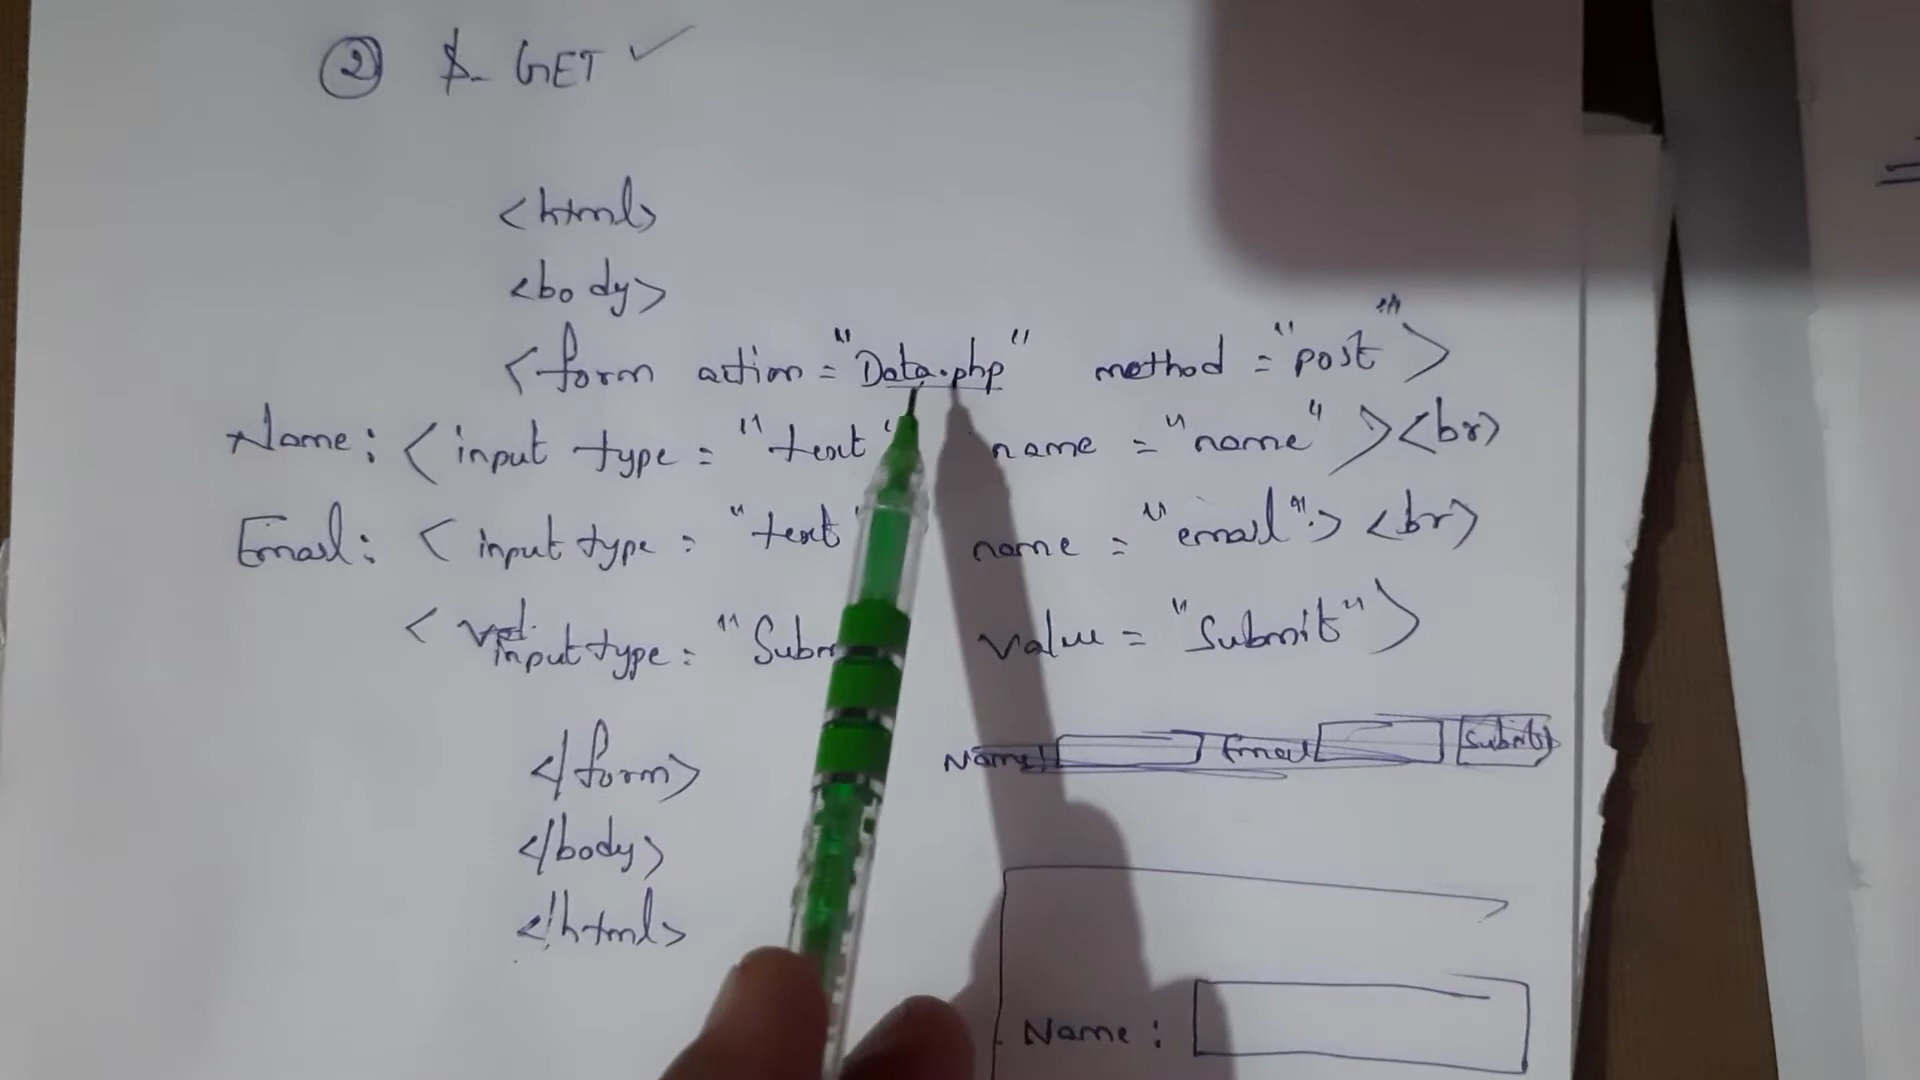 ② $_GET ✓
<html>
<body>
<form action = "Data.php" method = "post">
Name: <input type = "text" name = "name"><br>
Email: <input type = "text" name = "email"> <br>
<input type = "Subm value = "Submit">
</form>
Name: Email Submit
</body>
</html>
Name :